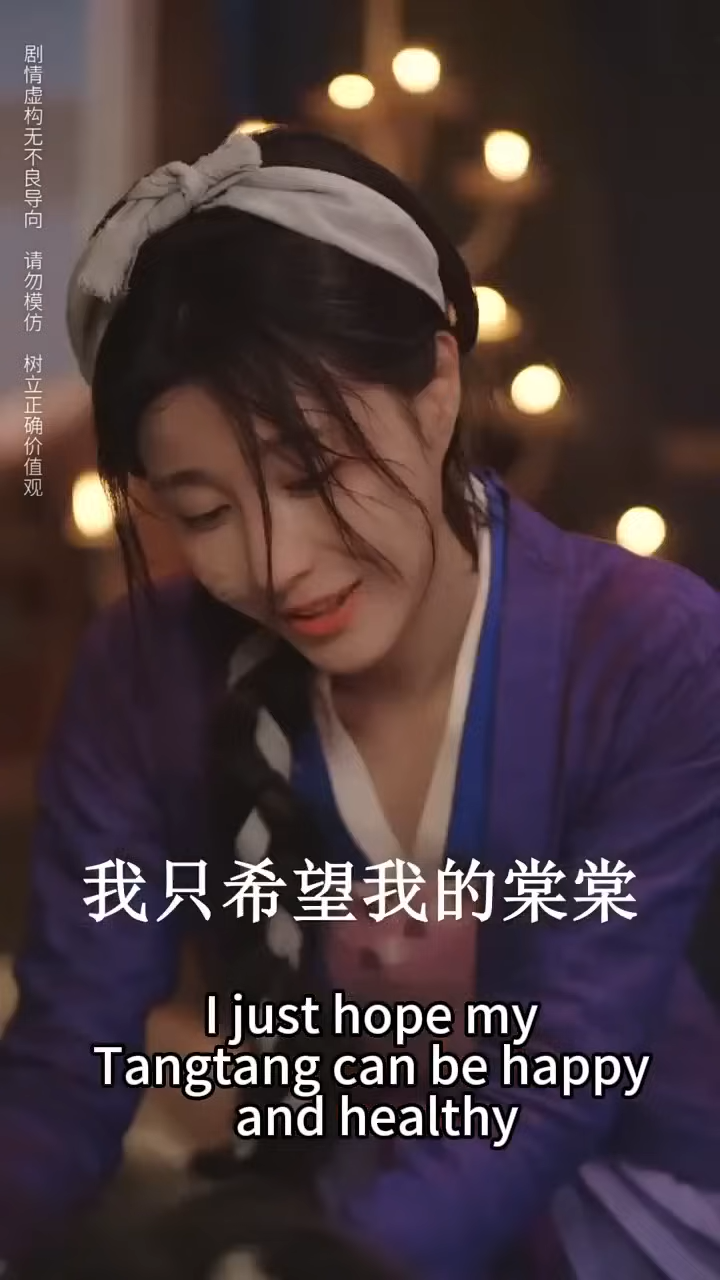 剧情虚构无不良导向 请勿模仿 树立正确价值观
我只希望我的棠棠
I just hope my
Tangtang can be happy
and healthy